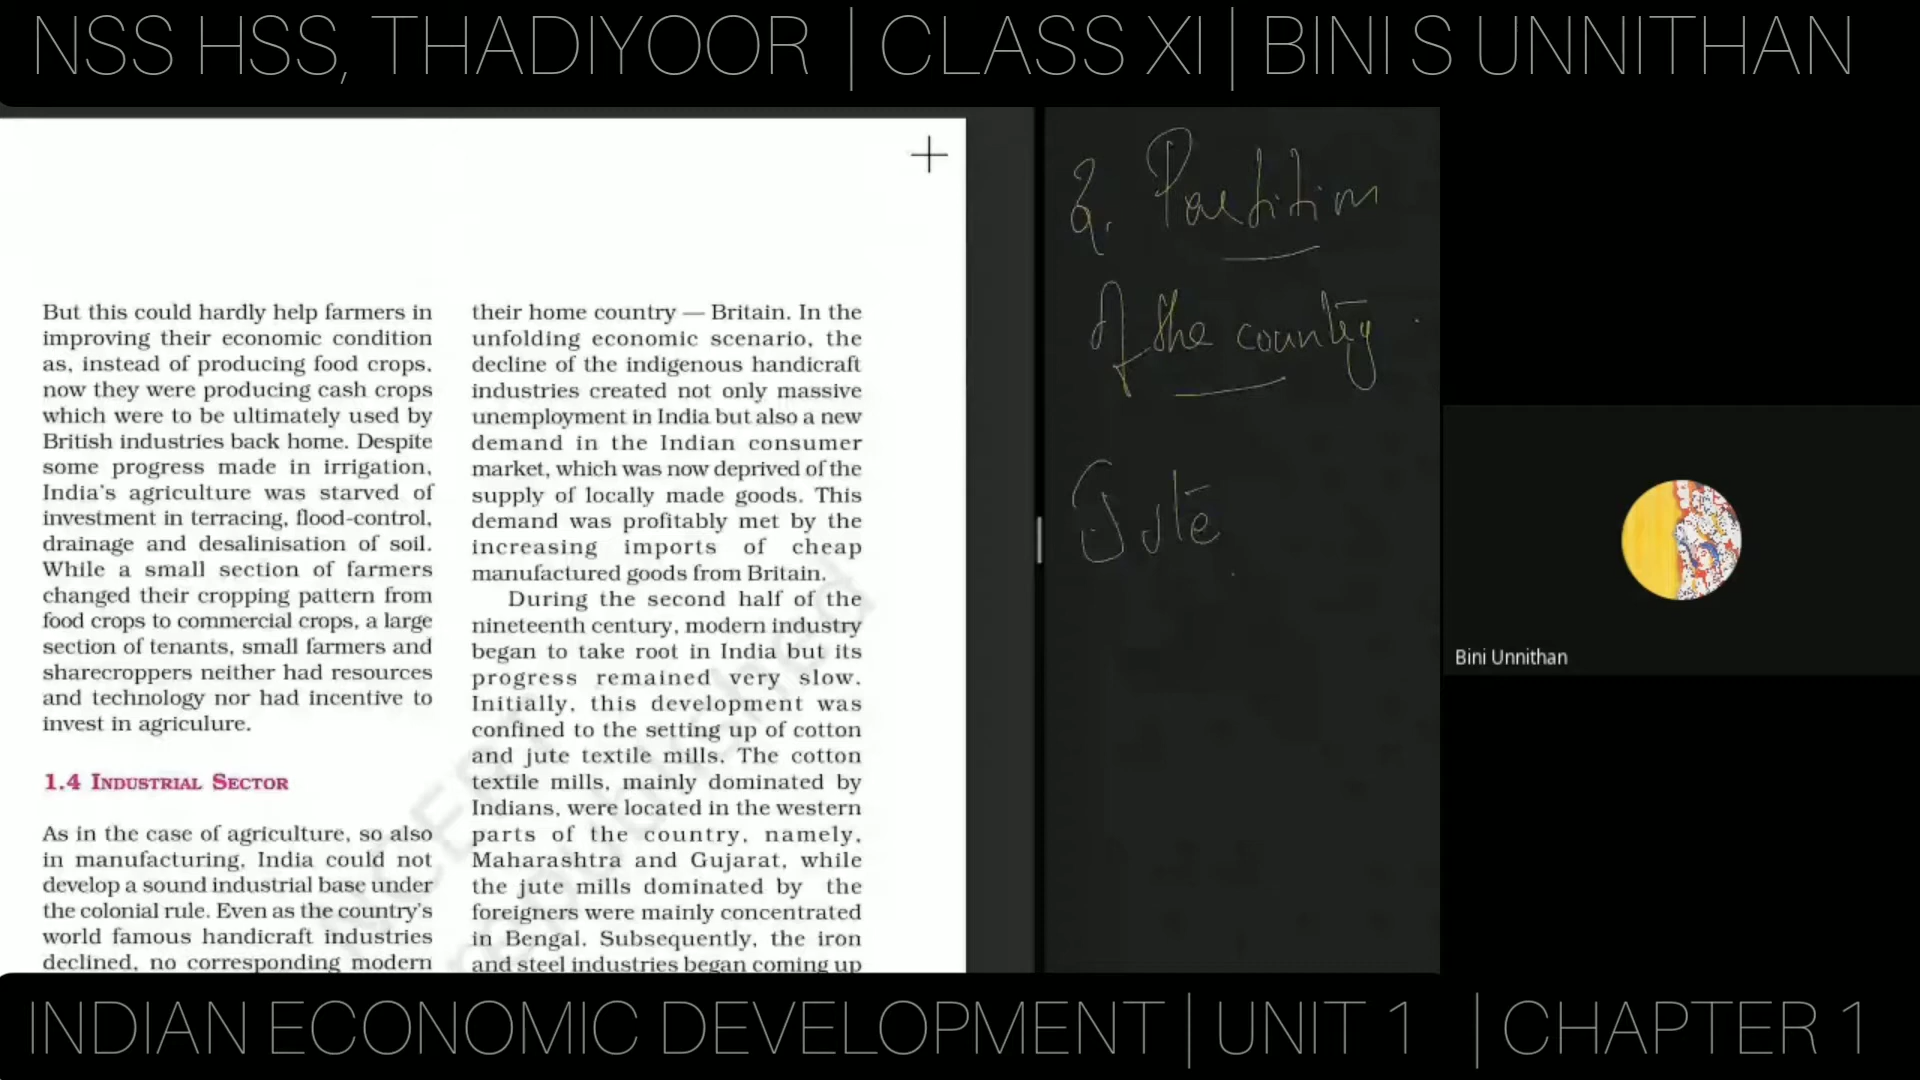 NSS HSS, THADIYOOR | CLASS XI | BINI S UNNITHAN
But this could hardly help farmers in
improving their economic condition
as, instead of producing food crops,
now they were producing cash crops
which were to be ultimately used by
British industries back home. Despite
some progress made in irrigation,
India's agriculture was starved of
investment in terracing, flood-control,
drainage and desalinisation of soil.
While a small section of farmers
changed their cropping pattern from
food crops to commercial crops, a large
section of tenants, small farmers and
sharecroppers neither had resources
and technology nor had incentive to
invest in agriculure.
1.4 INDUSTRIAL SECTOR
As in the case of agriculture, so also
in manufacturing, India could not
develop a sound industrial base under
the colonial rule. Even as the country's
world famous handicraft industries
declined, no corresponding modern
their home country — Britain. In the
unfolding economic scenario, the
decline of the indigenous handicraft
industries created not only massive
unemployment in India but also a new
demand in the Indian consumer
market, which was now deprived of the
supply of locally made goods. This
demand was profitably met by the
increasing imports of cheap
manufactured goods from Britain.
During the second half of the
nineteenth century, modern industry
began to take root in India but its
progress remained very slow.
Initially, this development was
confined to the setting up of cotton
and jute textile mills. The cotton
textile mills, mainly dominated by
Indians, were located in the western
parts of the country, namely,
Maharashtra and Gujarat, while
the jute mills dominated by the
foreigners were mainly concentrated
in Bengal. Subsequently, the iron
and steel industries began coming up
2. Partition
Of the country
Jute
Bini Unnithan
INDIAN ECONOMIC DEVELOPMENT | UNIT 1 | CHAPTER 1